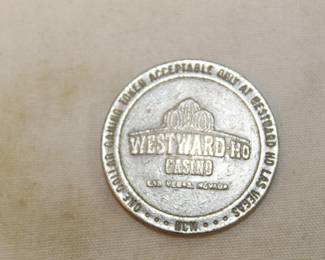 ONE DOLLAR GAMING TOKEN ACCEPTABLE ONLY AT WESTWARD HO LAS VEGAS
WESTWARD-HO
CASINO
LAS VEGAS, NEVADA